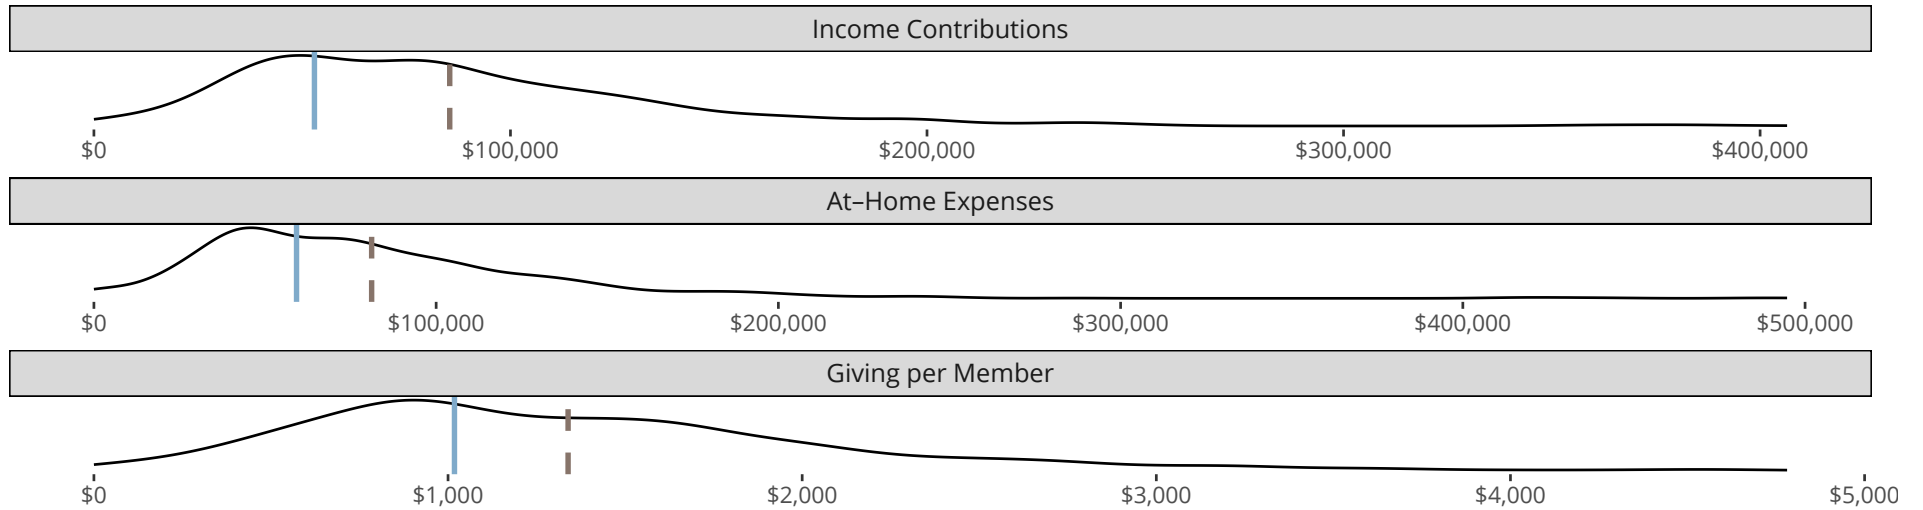 Income Contributions
$0 $100,000 $200,000 $300,000 $400,000
At–Home Expenses
$0 $100,000 $200,000 $300,000 $400,000 $500,000
Giving per Member
$0 $1,000 $2,000 $3,000 $4,000 $5,000